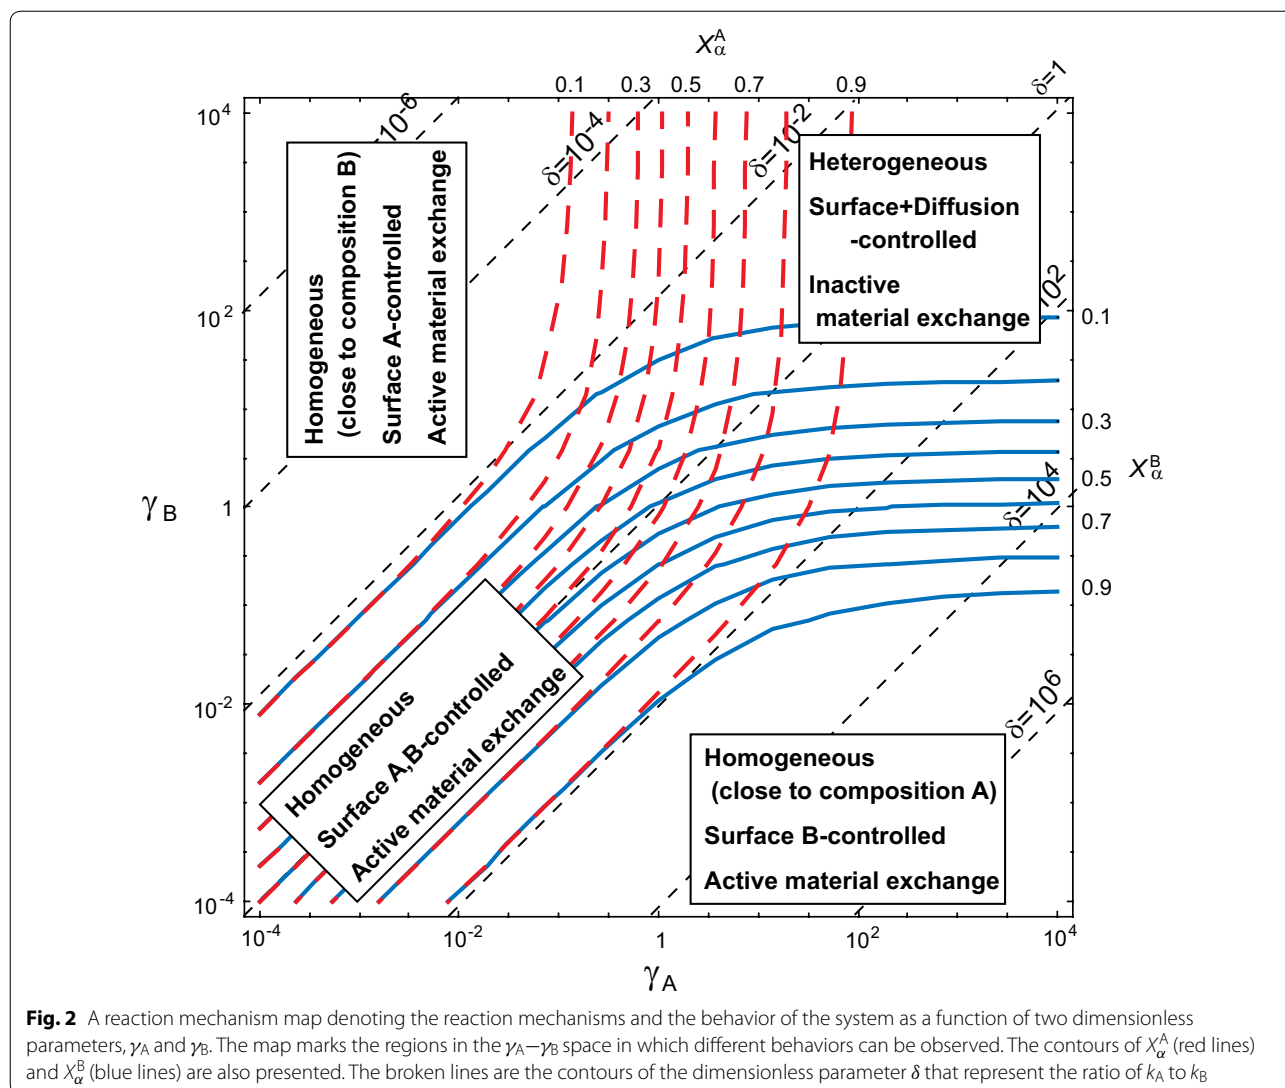 X_α^A
0.1 0.3 0.5 0.7 0.9
δ=1
10^-6
δ=10^-4
δ=10^-2
10^2
δ=10^4
δ=10^6
10^4
10^2
1
10^-2
10^-4
γ_B
Homogeneous
(close to composition B)
Surface A-controlled
Active material exchange
Heterogeneous
Surface+Diffusion
-controlled
Inactive
material exchange
0.1
0.3
0.5
0.7
0.9
X_α^B
Homogeneous
Surface A,B-controlled
Active material exchange
Homogeneous
(close to composition A)
Surface B-controlled
Active material exchange
10^-4 10^-2 1 10^2 10^4
γ_A
Fig. 2 A reaction mechanism map denoting the reaction mechanisms and the behavior of the system as a function of two dimensionless
parameters, γ_A and γ_B. The map marks the regions in the γ_A–γ_B space in which different behaviors can be observed. The contours of X_α^A (red lines)
and X_α^B (blue lines) are also presented. The broken lines are the contours of the dimensionless parameter δ that represent the ratio of k_A to k_B